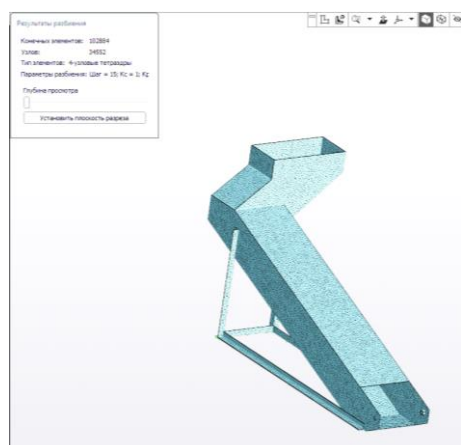 Результаты разбиения
Конечных элементов: 102884
Узлов: 34552
Тип элементов: 4-узловые тетраэдры
Параметры разбиения: Шаг = 15; Кс = 1; Кр
Глубина просмотра
Установить плоскость разреза